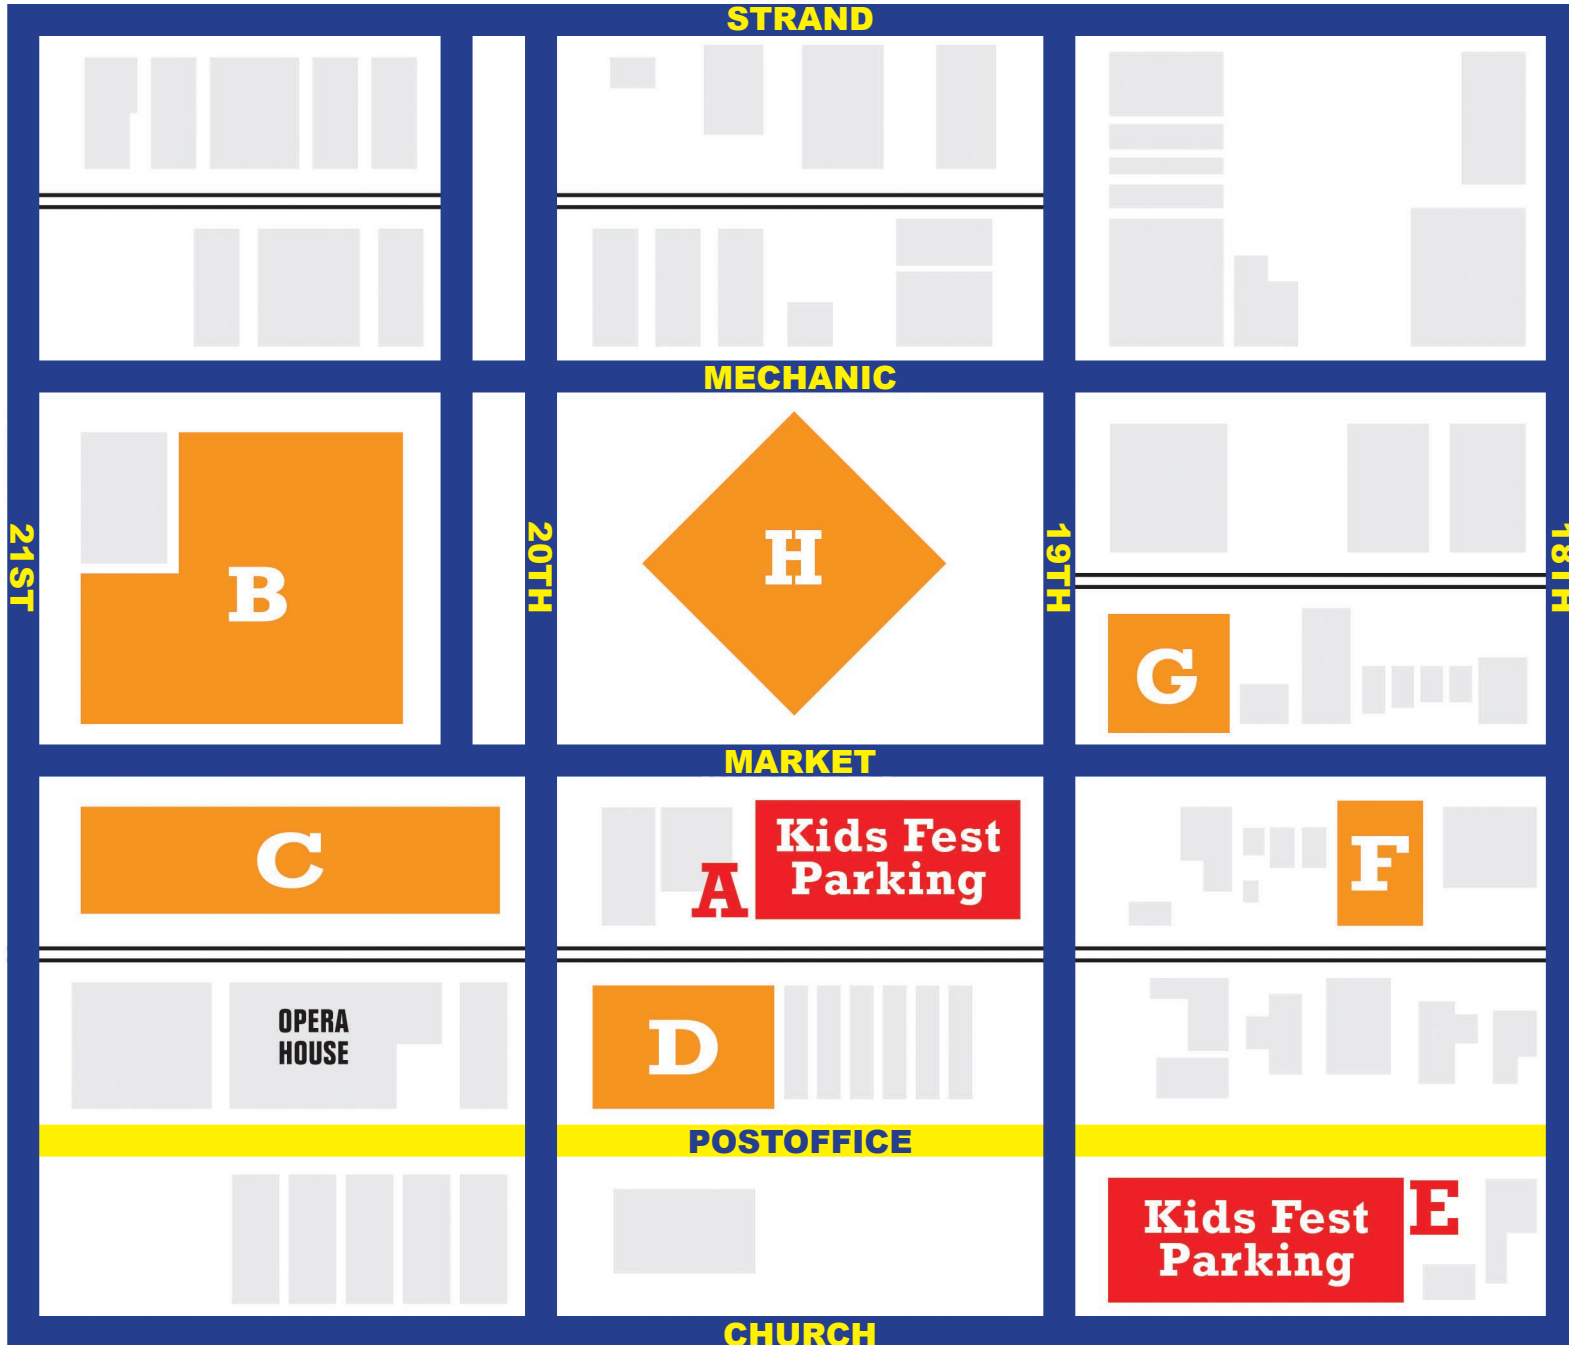 STRAND
MECHANIC
21ST
B
20TH
H
19TH
G
18TH
MARKET
C
A
Kids Fest
Parking
F
OPERA
HOUSE
D
POSTOFFICE
Kids Fest
Parking
E
CHURCH